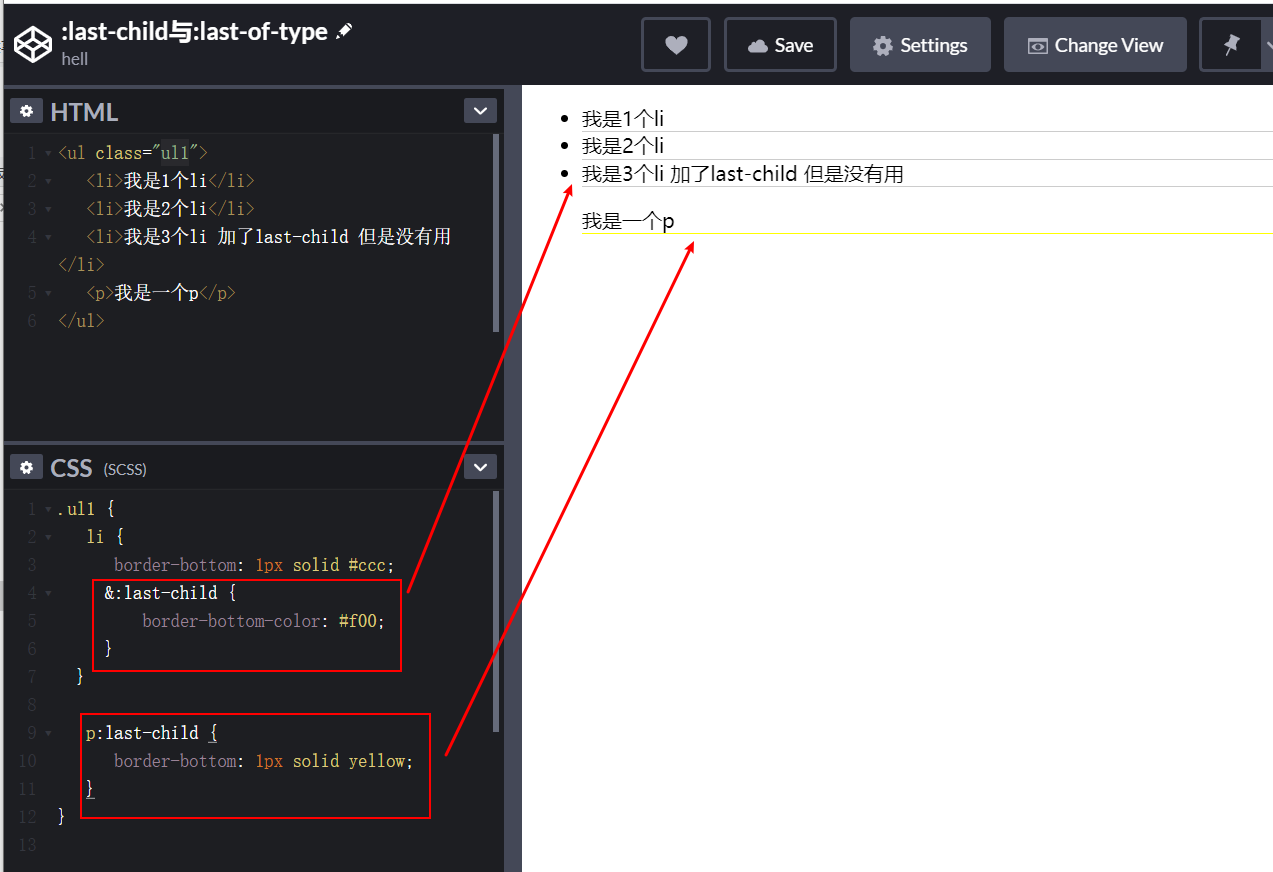 :last-child与:last-of-type
hell
Save
Settings
Change View
HTML
1 <ul class="ul1">
2 <li>我是1个li</li>
3 <li>我是2个li</li>
4 <li>我是3个li 加了last-child 但是没有用
</li>
5 <p>我是一个p</p>
6 </ul>
CSS (SCSS)
1 .ul1 {
2 li {
3 border-bottom: 1px solid #ccc;
4 &:last-child {
5 border-bottom-color: #f00;
6 }
7 }
8
9 p:last-child {
10 border-bottom: 1px solid yellow;
11 }
12 }
13
我是1个li
我是2个li
我是3个li 加了last-child 但是没有用
我是一个p